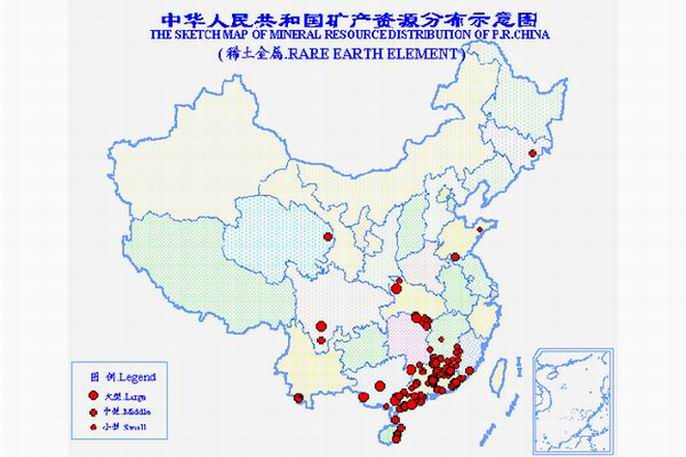 中华人民共和国矿产资源分布示意图
THE SKETCH MAP OF MINERAL RESOURCE DISTRIBUTION OF P.R.CHINA
(稀土金属.RARE EARTH ELEMENT)
图 例.Legend
大型.Large
中型.Middle
小型.Small